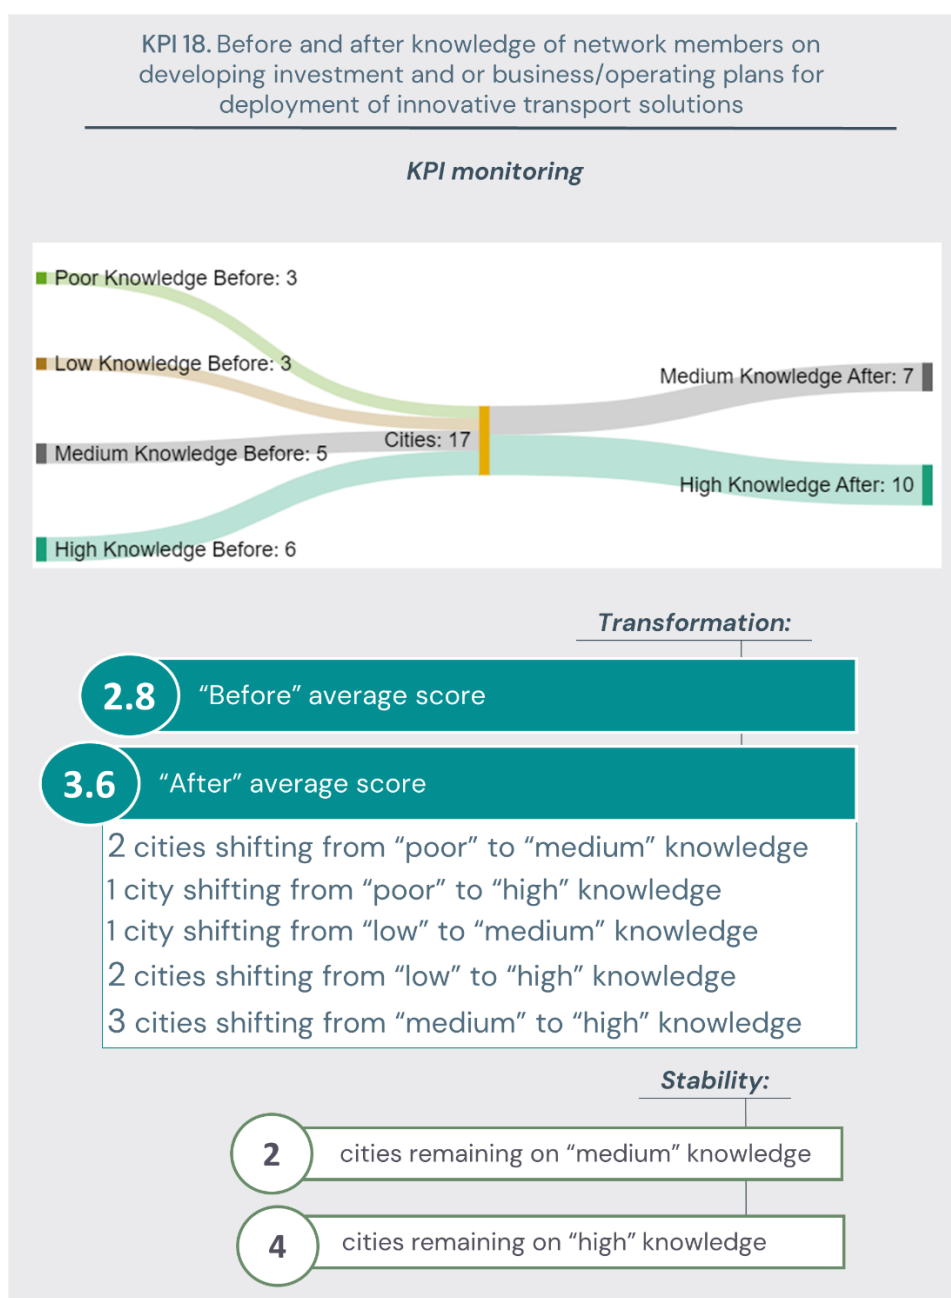 KPI 18. Before and after knowledge of network members on
developing investment and or business/operating plans for
deployment of innovative transport solutions
KPI monitoring
Poor Knowledge Before: 3
Low Knowledge Before: 3
Medium Knowledge Before: 5
High Knowledge Before: 6
Cities: 17
Medium Knowledge After: 7
High Knowledge After: 10
Transformation:
2.8 “Before” average score
3.6 “After” average score
2 cities shifting from “poor” to “medium” knowledge
1 city shifting from “poor” to “high” knowledge
1 city shifting from “low” to “medium” knowledge
2 cities shifting from “low” to “high” knowledge
3 cities shifting from “medium” to “high” knowledge
Stability:
2 cities remaining on “medium” knowledge
4 cities remaining on “high” knowledge